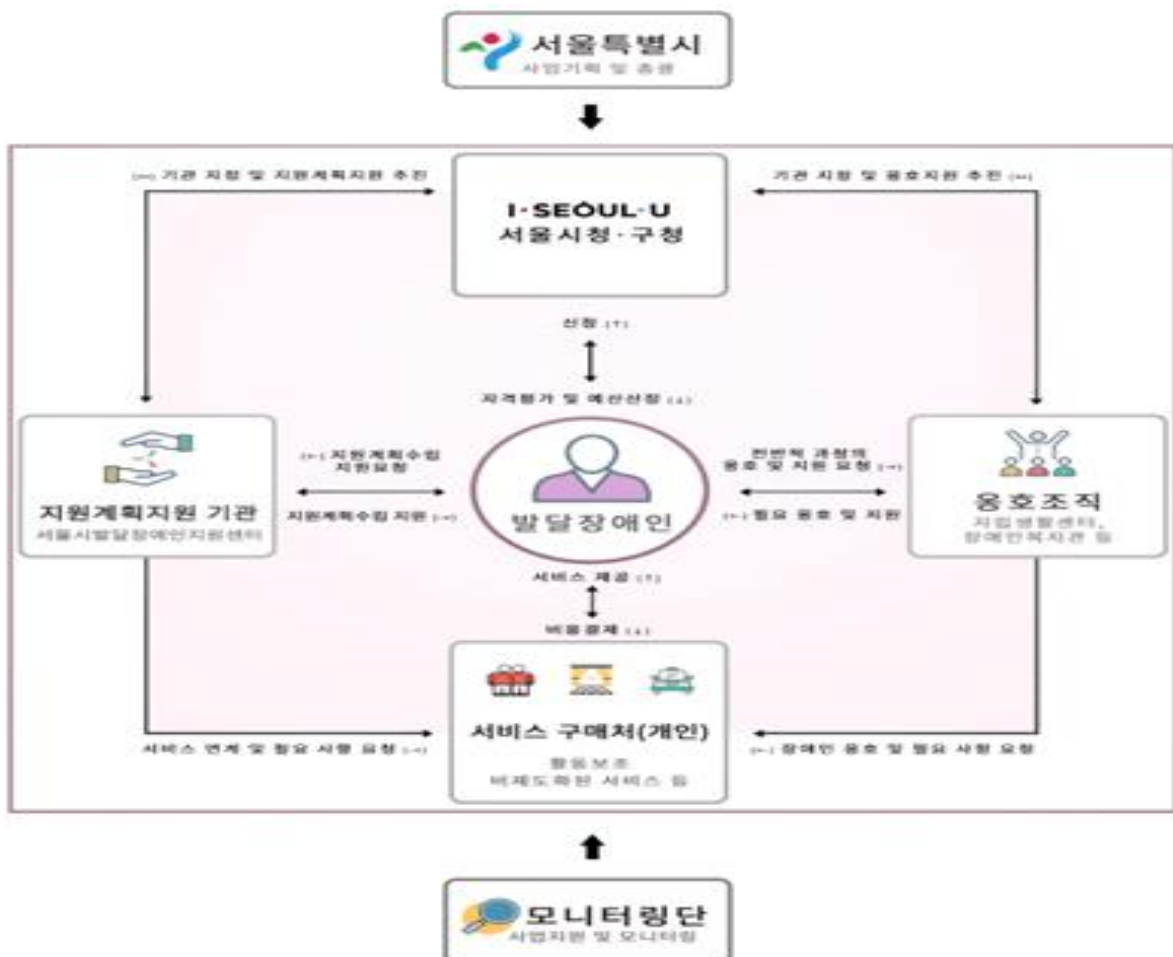 서울특별시
사업기획 및 총괄
(↔) 기관 지정 및 지원계획지원 추진
기관 지정 및 옹호지원 추진 (↔)
I·SEOUL·U
서울시청·구청
신청 (↑)
자격평가 및 예산산정 (↓)
(←) 지원계획수립
지원요청
지원계획수립 지원 (→)
전반적 과정의
옹호 및 지원 요청 (→)
(←) 필요 옹호 및 지원
지원계획지원 기관
서울시발달장애인지원센터
발달장애인
옹호조직
자립생활센터,
장애인복지관 등
서비스 제공 (↑)
비용결제 (↓)
서비스 구매처(개인)
활동보조
비제도화된 서비스 등
서비스 연계 및 필요 사항 요청 (→)
(←) 장애인 옹호 및 필요 사항 요청
모니터링단
사업지원 및 모니터링